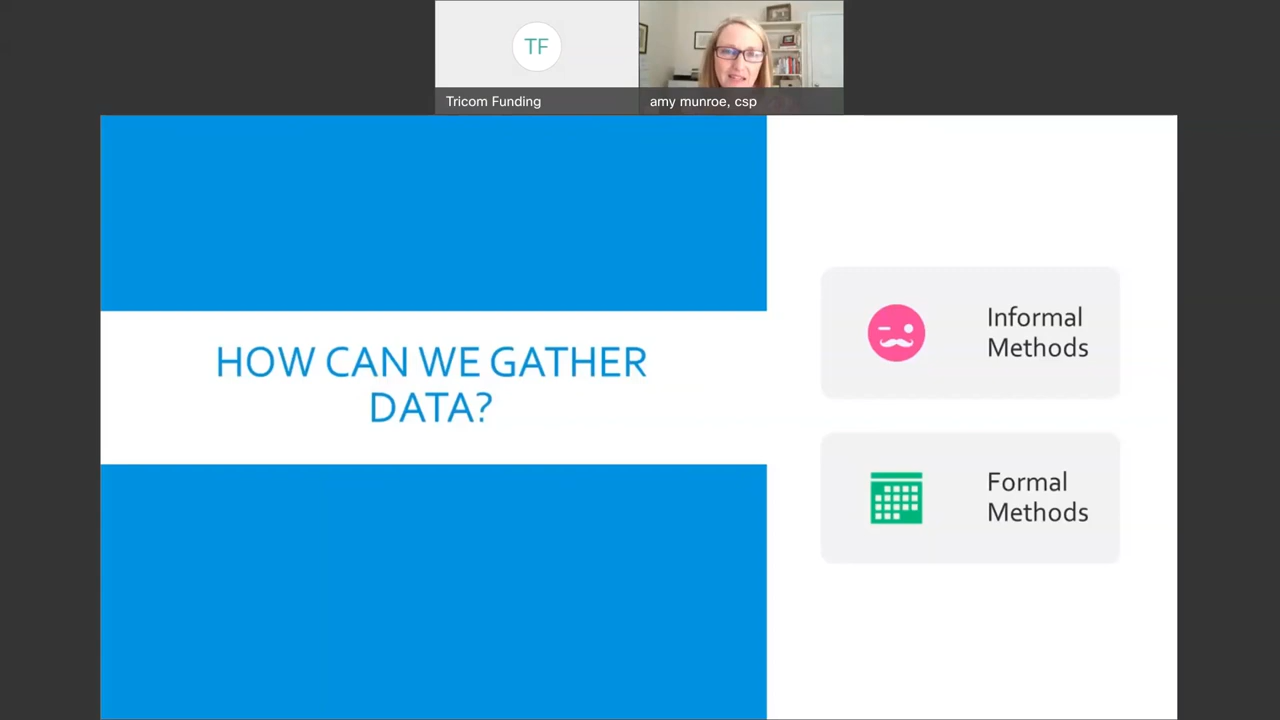 TF
Tricom Funding
amy munroe, csp
HOW CAN WE GATHER
DATA?
Informal
Methods
Formal
Methods